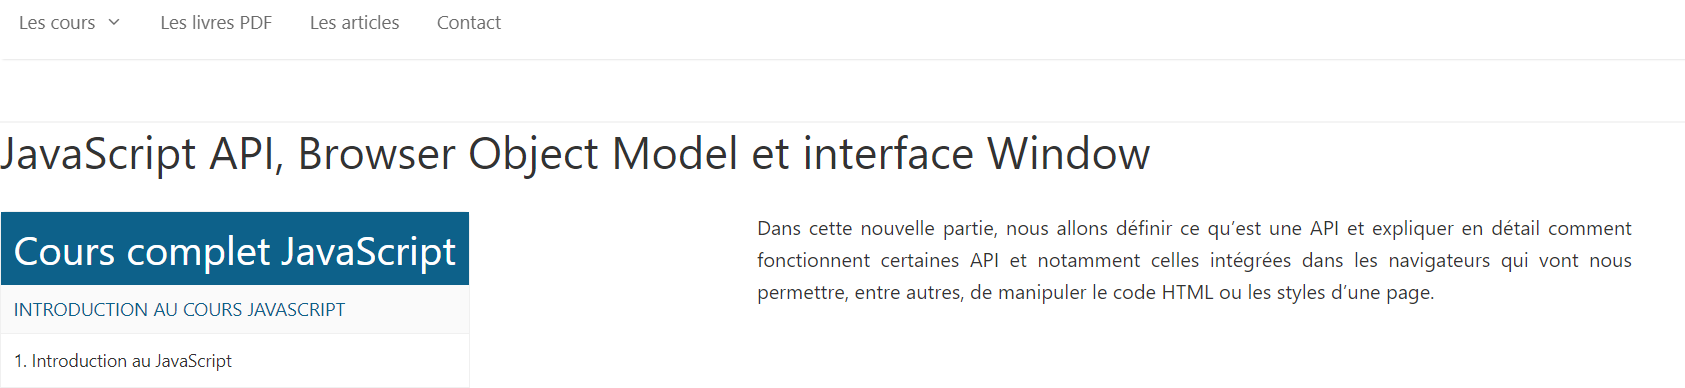 Les cours
Les livres PDF
Les articles
Contact
JavaScript API, Browser Object Model et interface Window
Cours complet JavaScript
INTRODUCTION AU COURS JAVASCRIPT
1. Introduction au JavaScript
Dans cette nouvelle partie, nous allons définir ce qu’est une API et expliquer en détail comment
fonctionnent certaines API et notamment celles intégrées dans les navigateurs qui vont nous
permettre, entre autres, de manipuler le code HTML ou les styles d’une page.